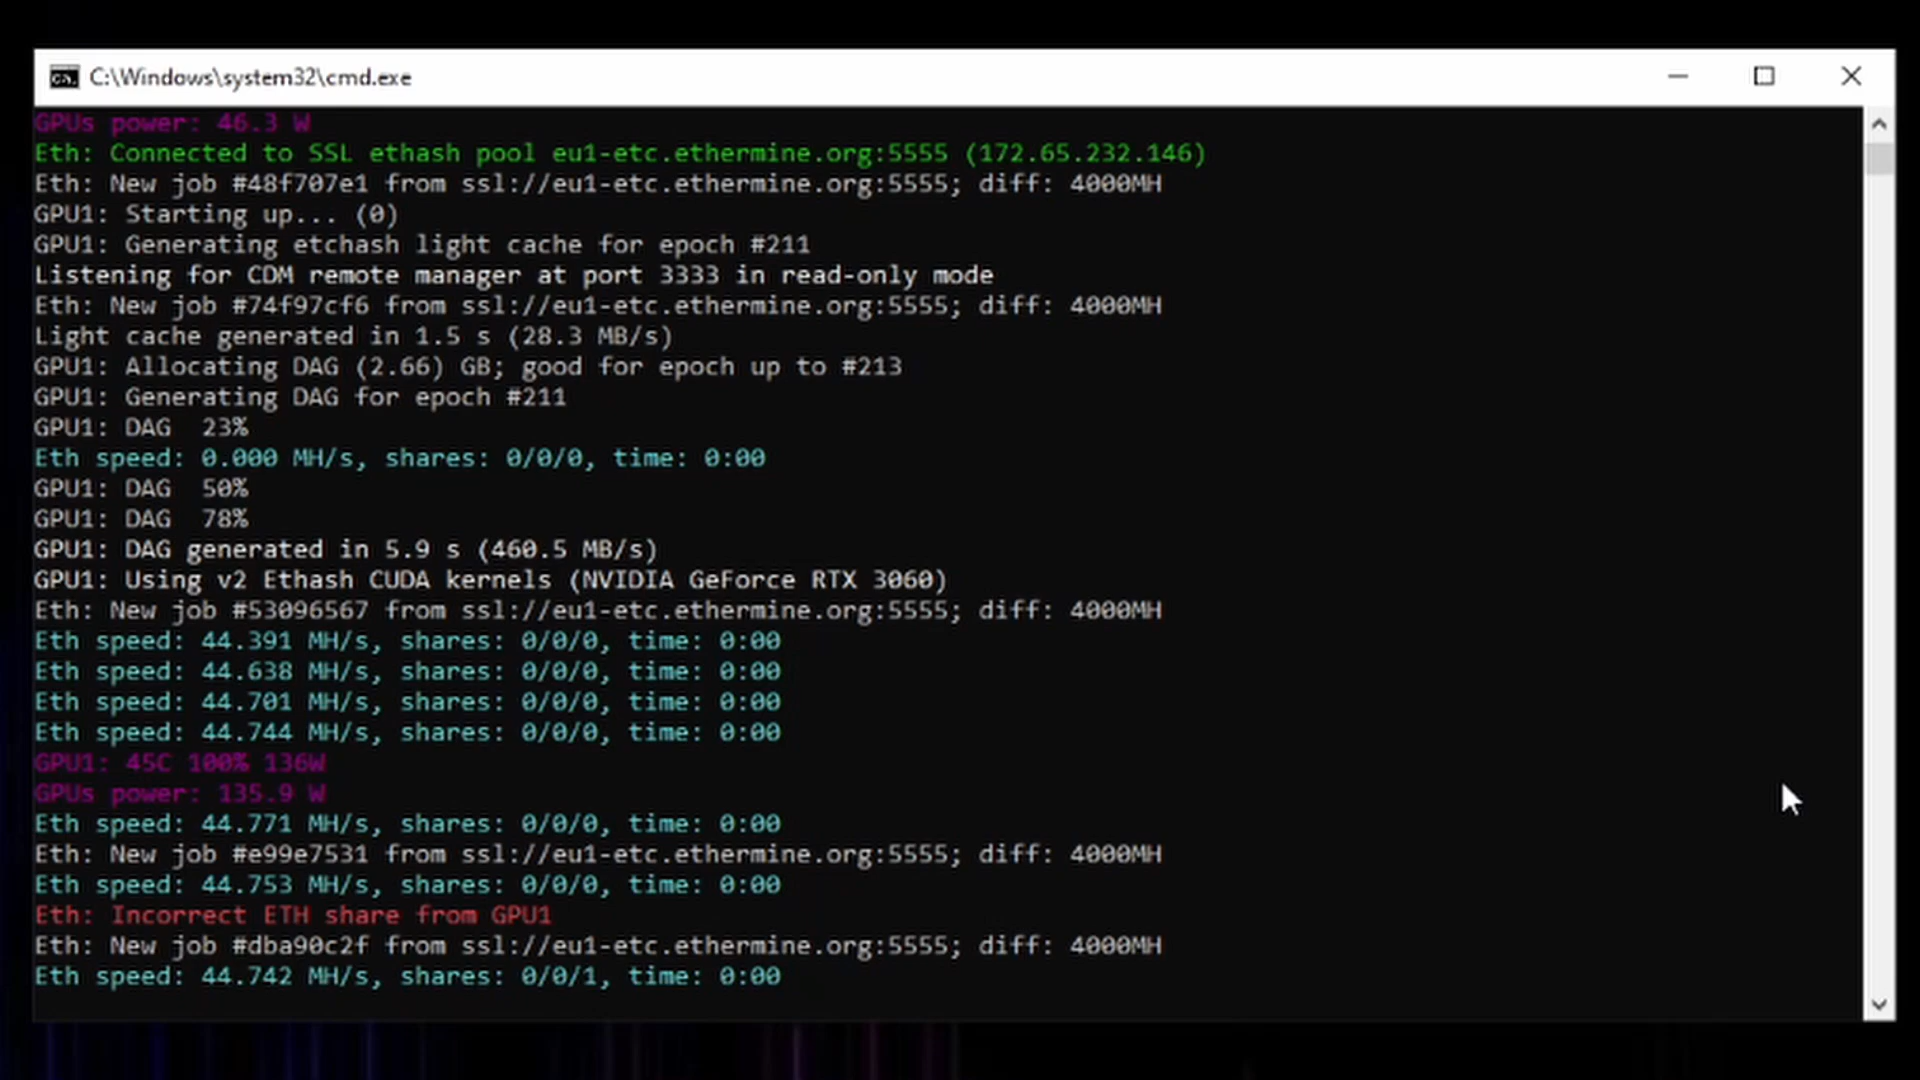 C:\Windows\system32\cmd.exe
GPUs power: 46.3 W
Eth: Connected to SSL ethash pool eu1-etc.ethermine.org:5555 (172.65.232.146)
Eth: New job #48f707e1 from ssl://eu1-etc.ethermine.org:5555; diff: 4000MH
GPU1: Starting up... (0)
GPU1: Generating etchash light cache for epoch #211
Listening for CDM remote manager at port 3333 in read-only mode
Eth: New job #74f97cf6 from ssl://eu1-etc.ethermine.org:5555; diff: 4000MH
Light cache generated in 1.5 s (28.3 MB/s)
GPU1: Allocating DAG (2.66) GB; good for epoch up to #213
GPU1: Generating DAG for epoch #211
GPU1: DAG  23%
Eth speed: 0.000 MH/s, shares: 0/0/0, time: 0:00
GPU1: DAG  50%
GPU1: DAG  78%
GPU1: DAG generated in 5.9 s (460.5 MB/s)
GPU1: Using v2 Ethash CUDA kernels (NVIDIA GeForce RTX 3060)
Eth: New job #53096567 from ssl://eu1-etc.ethermine.org:5555; diff: 4000MH
Eth speed: 44.391 MH/s, shares: 0/0/0, time: 0:00
Eth speed: 44.638 MH/s, shares: 0/0/0, time: 0:00
Eth speed: 44.701 MH/s, shares: 0/0/0, time: 0:00
Eth speed: 44.744 MH/s, shares: 0/0/0, time: 0:00
GPU1: 45C 100% 136W
GPUs power: 135.9 W
Eth speed: 44.771 MH/s, shares: 0/0/0, time: 0:00
Eth: New job #e99e7531 from ssl://eu1-etc.ethermine.org:5555; diff: 4000MH
Eth speed: 44.753 MH/s, shares: 0/0/0, time: 0:00
Eth: Incorrect ETH share from GPU1
Eth: New job #dba90c2f from ssl://eu1-etc.ethermine.org:5555; diff: 4000MH
Eth speed: 44.742 MH/s, shares: 0/0/1, time: 0:00